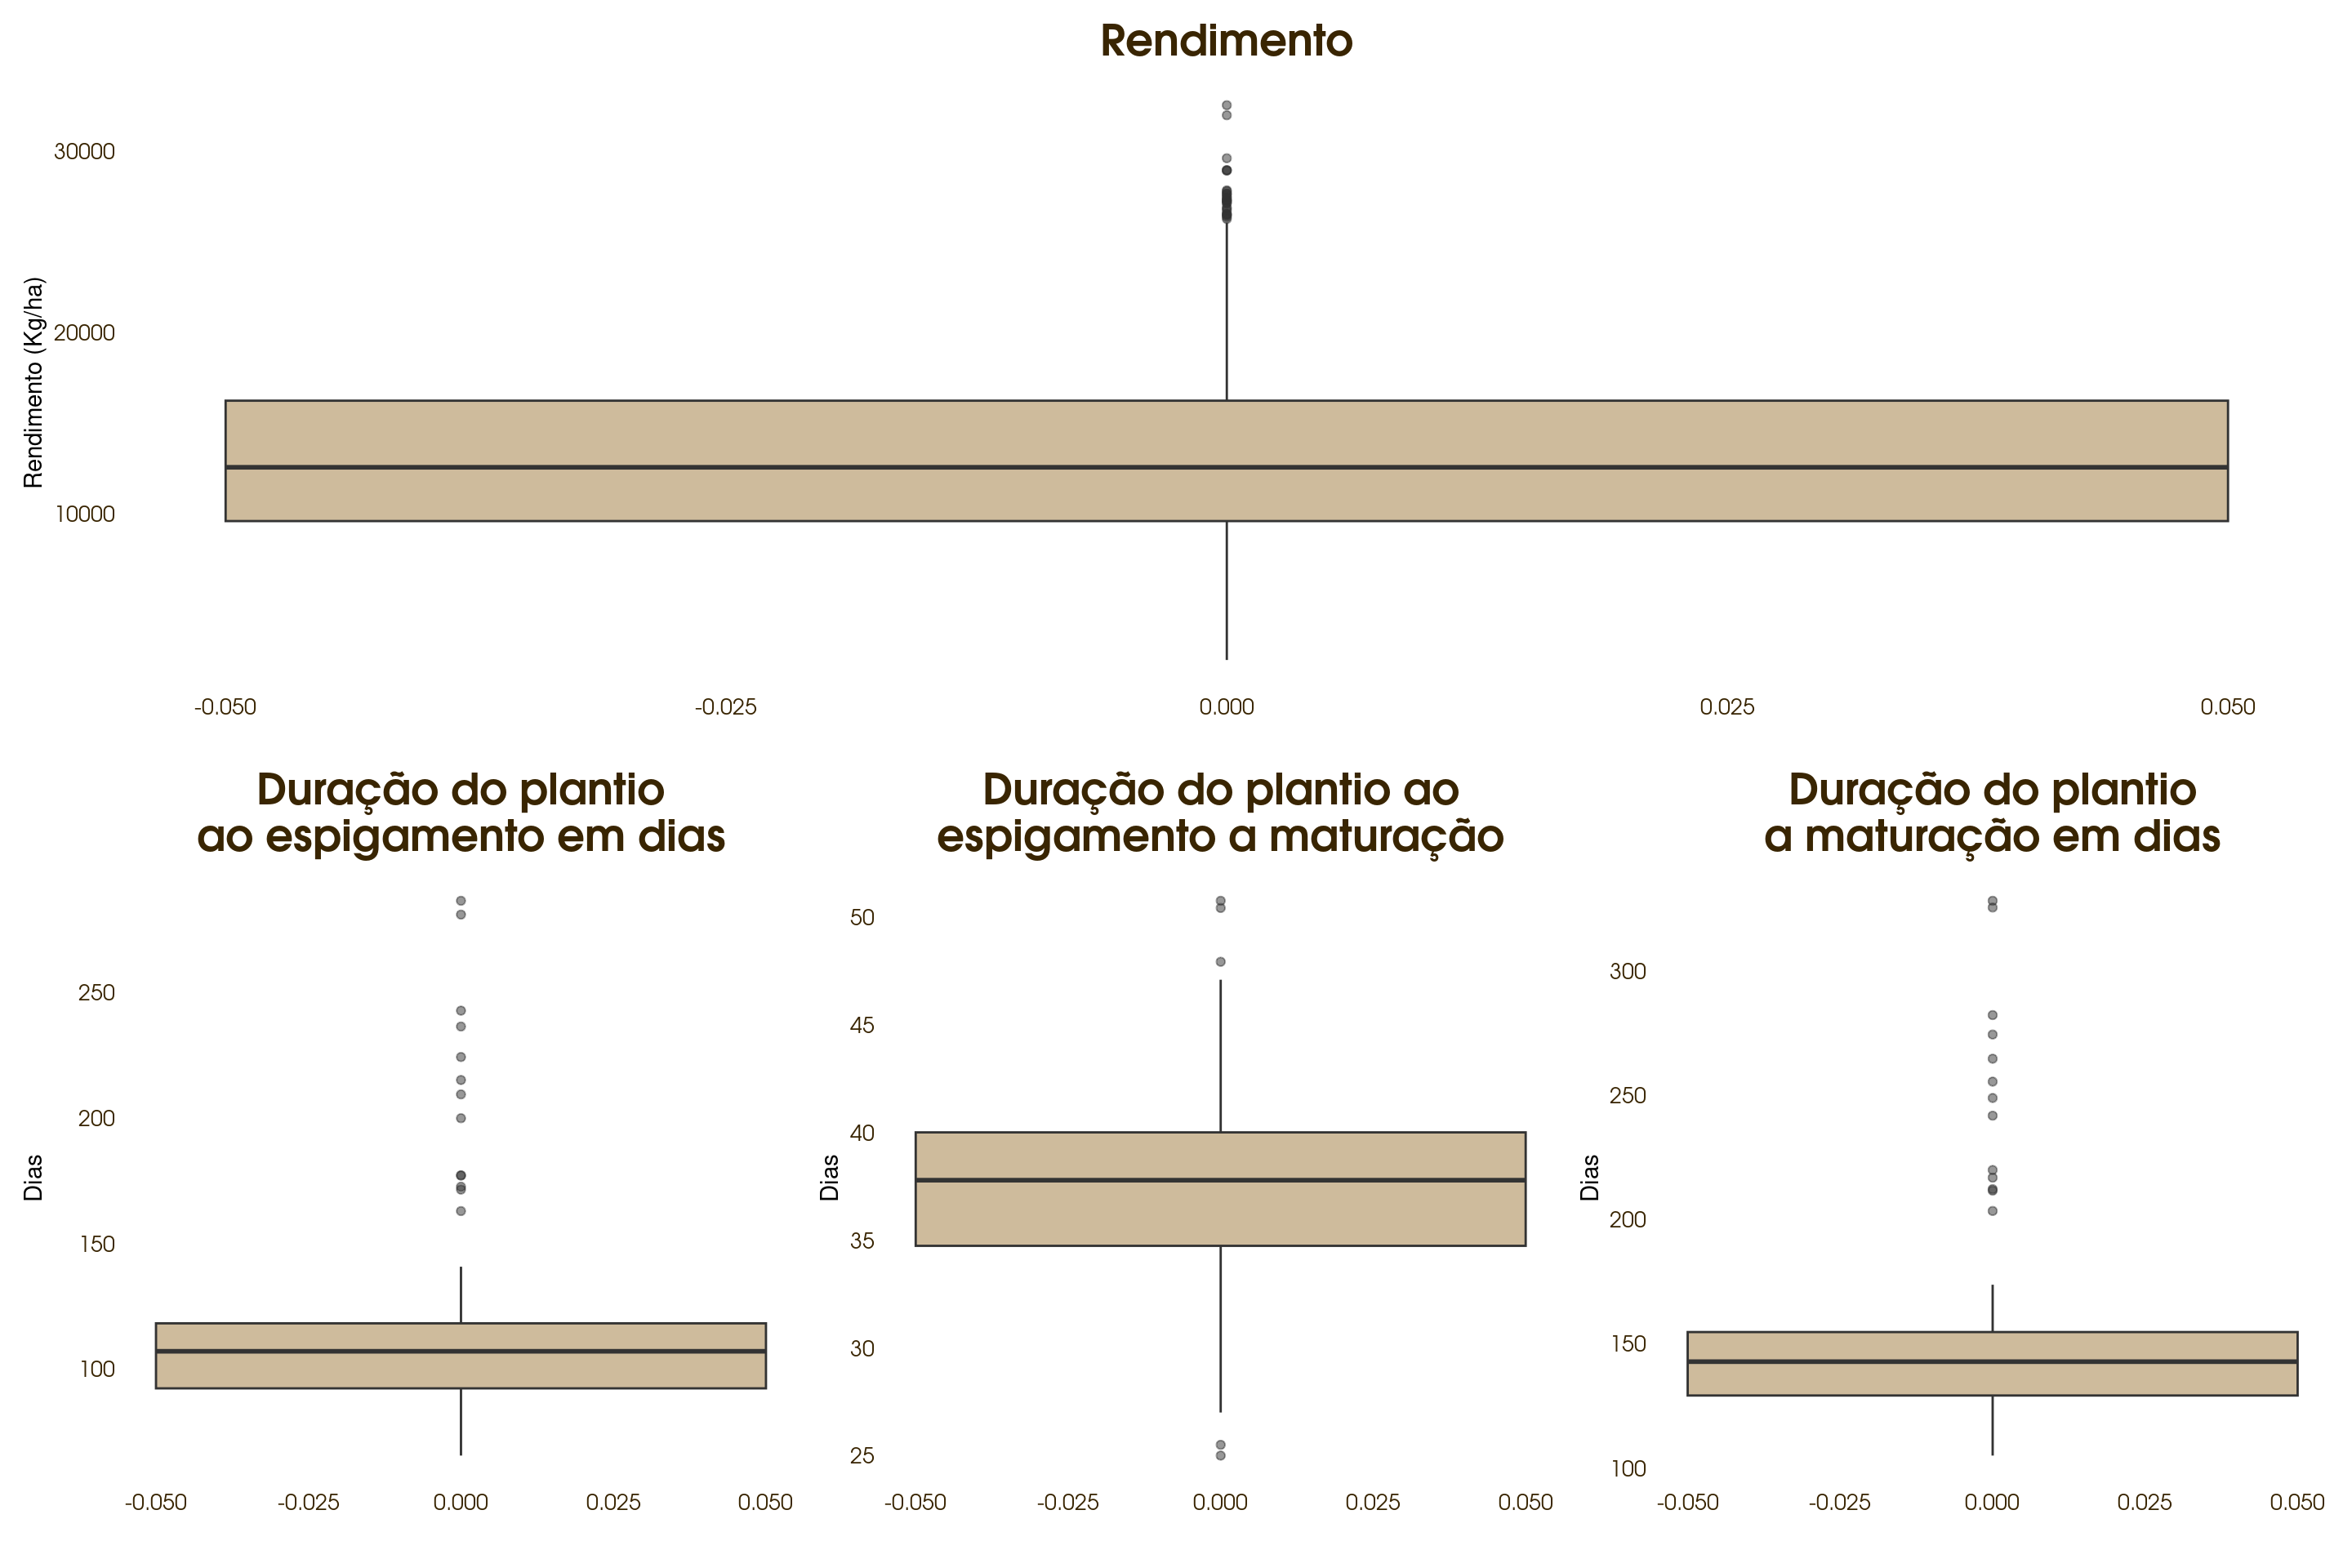 Rendimento
30000
20000
10000
Rendimento (Kg/ha)
-0.050 -0.025 0.000 0.025 0.050
Duração do plantio
ao espigamento em dias
250
200
150
100
Dias
-0.050 -0.025 0.000 0.025 0.050
Duração do plantio ao
espigamento a maturação
50
45
40
35
30
25
Dias
-0.050 -0.025 0.000 0.025 0.050
Duração do plantio
a maturação em dias
300
250
200
150
100
Dias
-0.050 -0.025 0.000 0.025 0.050